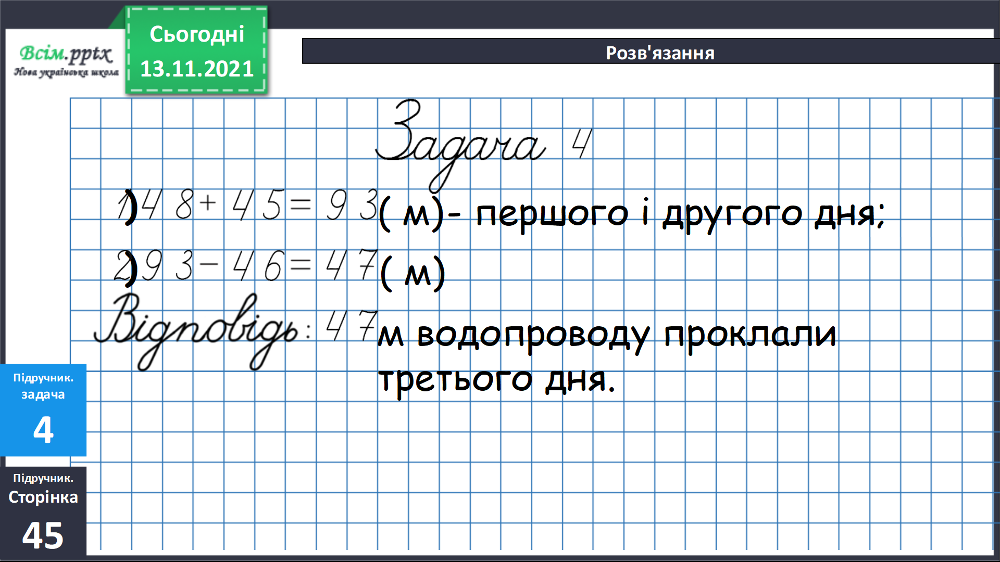 Всім.pptx
Нова українська школа
Сьогодні
13.11.2021
Розв'язання
Задача 4
1) 48+45=93( м)- першого і другого дня;
2) 93-46=47( м)
Відповідь: 47м водопроводу проклали
третього дня.
Підручник.
задача
4
Підручник.
Сторінка
45